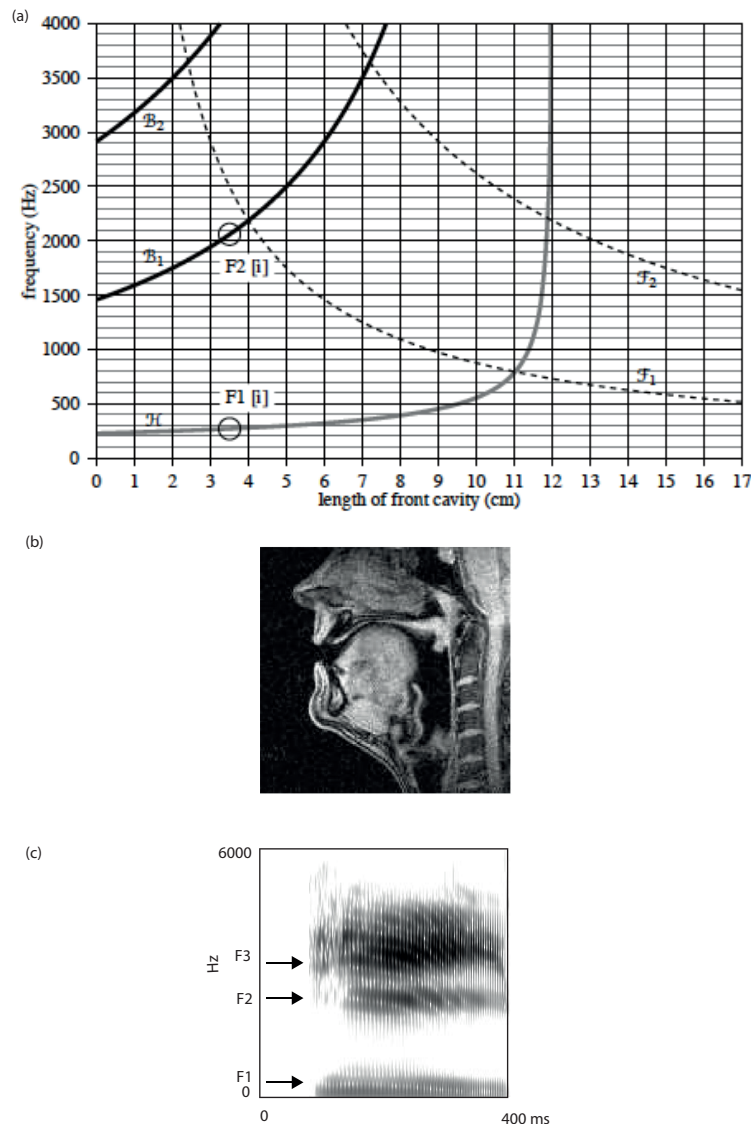 (a)
4000
3500
3000
2500
2000
1500
1000
500
0
frequency (Hz)
ℬ2
ℬ1
F2 [i]
F1 [i]
ℋ
ℱ2
ℱ1
0 1 2 3 4 5 6 7 8 9 10 11 12 13 14 15 16 17
length of front cavity (cm)
(b)
(c)
6000
Hz
F3
F2
F1
0
0 400 ms